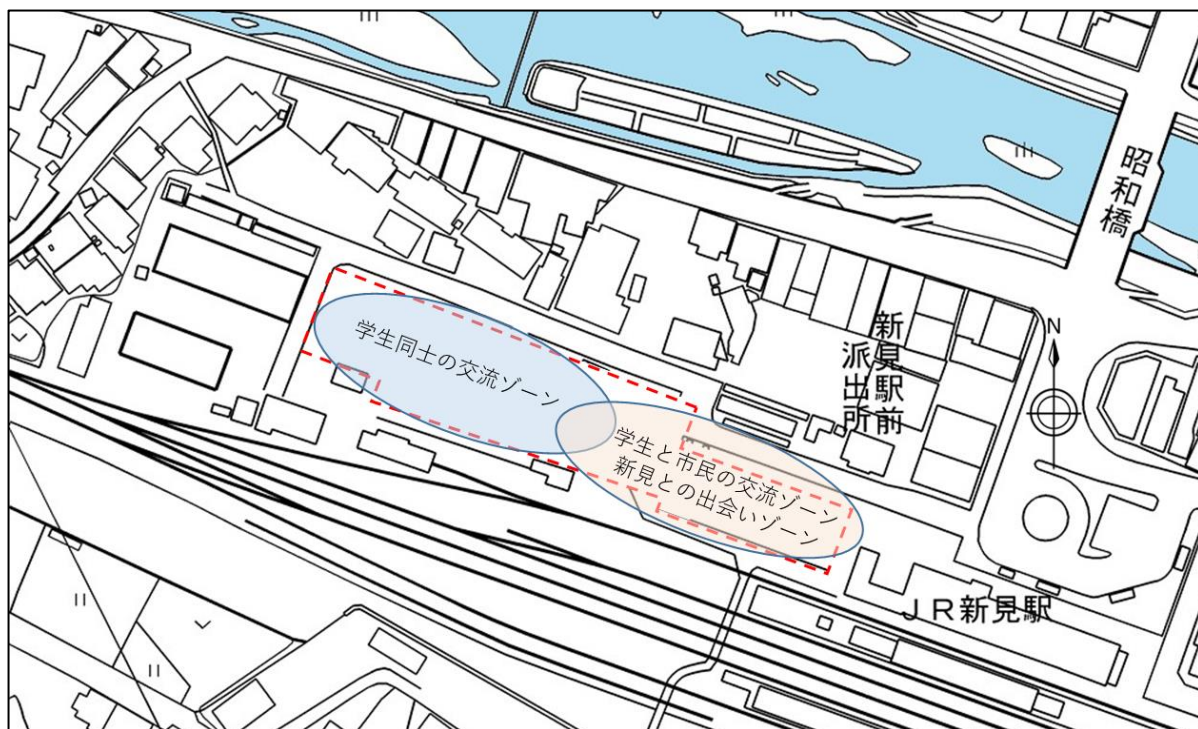 昭和橋
N
新見駅前
派出所
学生同士の交流ゾーン
学生と市民の交流ゾーン
新見との出会いゾーン
JR新見駅